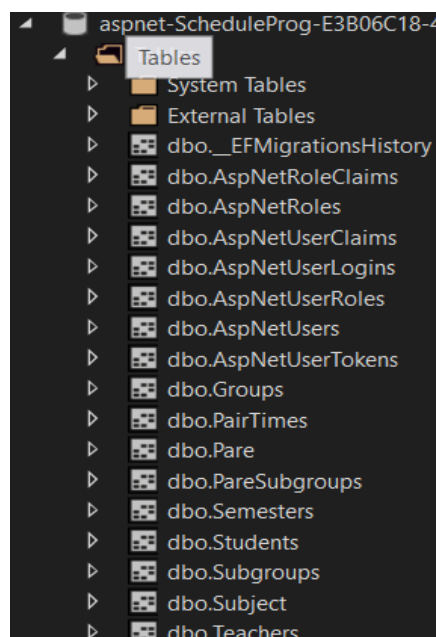 aspnet-ScheduleProg-E3B06C18-4
Tables
System Tables
External Tables
dbo.__EFMigrationsHistory
dbo.AspNetRoleClaims
dbo.AspNetRoles
dbo.AspNetUserClaims
dbo.AspNetUserLogins
dbo.AspNetUserRoles
dbo.AspNetUsers
dbo.AspNetUserTokens
dbo.Groups
dbo.PairTimes
dbo.Pare
dbo.PareSubgroups
dbo.Semesters
dbo.Students
dbo.Subgroups
dbo.Subject
dbo.Teachers